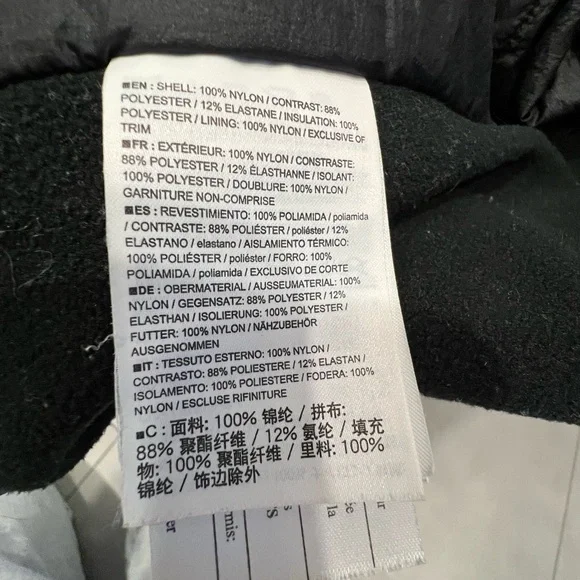 ■EN : SHELL: 100% NYLON / CONTRAST: 88%
POLYESTER / 12% ELASTANE / INSULATION: 100%
POLYESTER / LINING: 100% NYLON / EXCLUSIVE OF
TRIM
■FR : EXTÉRIEUR: 100% NYLON / CONSTRASTE:
88% POLYESTER / 12% ÉLASTHANNE / ISOLANT:
100% POLYESTER / DOUBLURE: 100% NYLON /
GARNITURE NON-COMPRISE
■ES : REVESTIMIENTO: 100% POLIAMIDA / poliamida
/ CONTRASTE: 88% POLIÉSTER / poliéster / 12%
ELASTANO / elastano / AISLAMIENTO TÉRMICO:
100% POLIÉSTER / poliéster / FORRO: 100%
POLIAMIDA / poliamida / EXCLUSIVO DE CORTE
■DE : OBERMATERIAL / AUSSEUMATERIAL: 100%
NYLON / GEGENSATZ: 88% POLYESTER / 12%
ELASTHAN / ISOLIERUNG: 100% POLYESTER /
FUTTER: 100% NYLON / NÄHZUBEHÖR
AUSGENOMMEN
■IT : TESSUTO ESTERNO: 100% NYLON /
CONTRASTO: 88% POLIESTERE / 12% ELASTAN /
ISOLAMENTO: 100% POLIESTERE / FODERA: 100%
NYLON / ESCLUSE RIFINITURE
■C : 面料: 100% 锦纶 / 拼布:
88% 聚酯纤维 / 12% 氨纶 / 填充
物: 100% 聚酯纤维 / 里料: 100%
锦纶 / 饰边除外
mis:
la